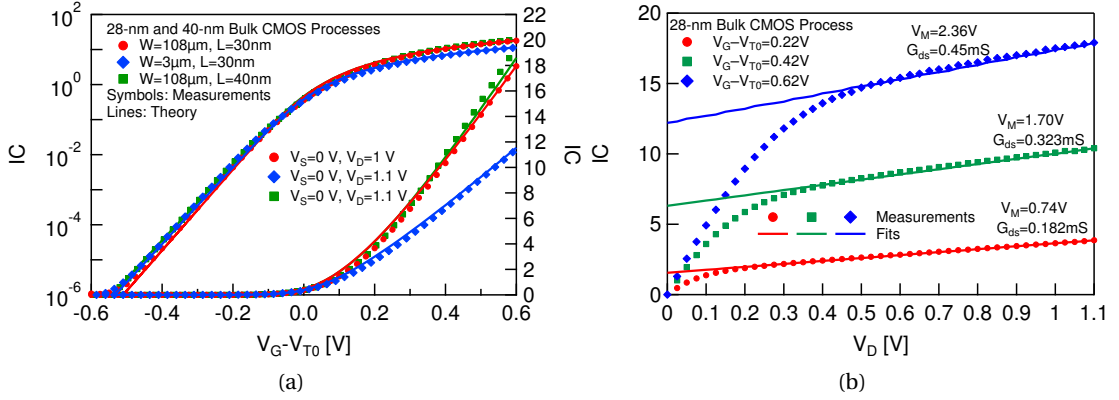 28-nm and 40-nm Bulk CMOS Processes
W=108µm, L=30nm
W=3µm, L=30nm
W=108µm, L=40nm
Symbols: Measurements
Lines: Theory
V_S=0 V, V_D=1 V
V_S=0 V, V_D=1.1 V
V_S=0 V, V_D=1.1 V
10^2
10^0
10^-2
10^-4
10^-6
IC
22
20
18
16
14
12
10
8
6
4
2
0
IC
-0.6 -0.4 -0.2 0.0 0.2 0.4 0.6
V_G-V_T0 [V]
(a)
28-nm Bulk CMOS Process
V_G–V_T0=0.22V
V_G–V_T0=0.42V
V_G–V_T0=0.62V
V_M=2.36V
G_ds=0.45mS
V_M=1.70V
G_ds=0.323mS
V_M=0.74V
G_ds=0.182mS
Measurements
Fits
20
15
10
5
0
IC
0 0.1 0.2 0.3 0.4 0.5 0.6 0.7 0.8 0.9 1.0 1.1
V_D [V]
(b)